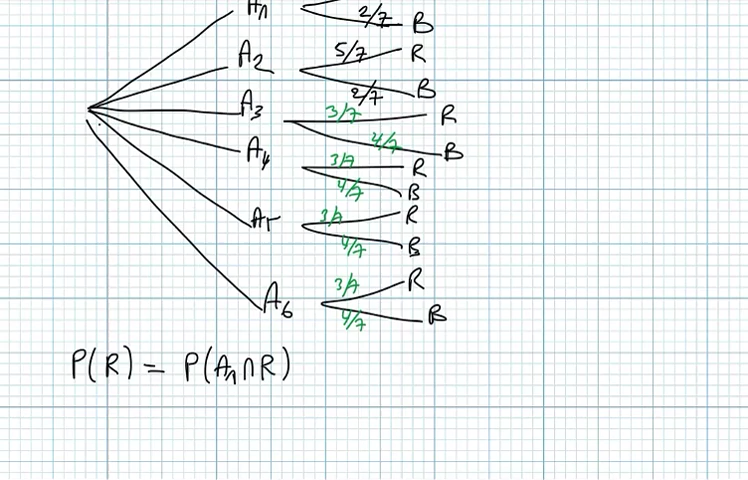 A1
2/7 B
5/7 R
A2
2/7 B
A3 3/7 R
4/7 B
A4 3/7 R
4/7 B
3/7 R
A5
4/7 B
3/7 R
A6
4/7 B
P(R) = P(A1∩R)